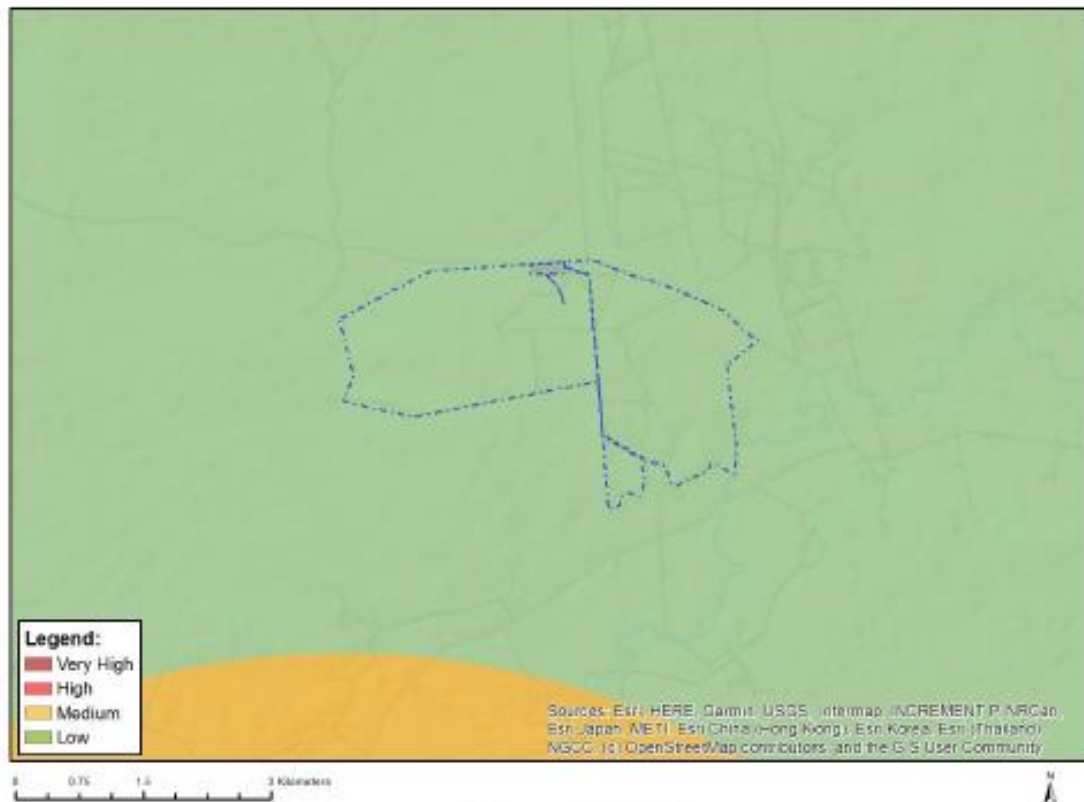 Legend:
Very High
High
Medium
Low
Sources: Esri, HERE, Garmin, USGS, Intermap, INCREMENT P, NRCan,
Esri Japan, METI, Esri China (Hong Kong), Esri Korea, Esri (Thailand),
NGCC, (c) OpenStreetMap contributors, and the GIS User Community
0 0.75 1.5 3 Kilometers
N